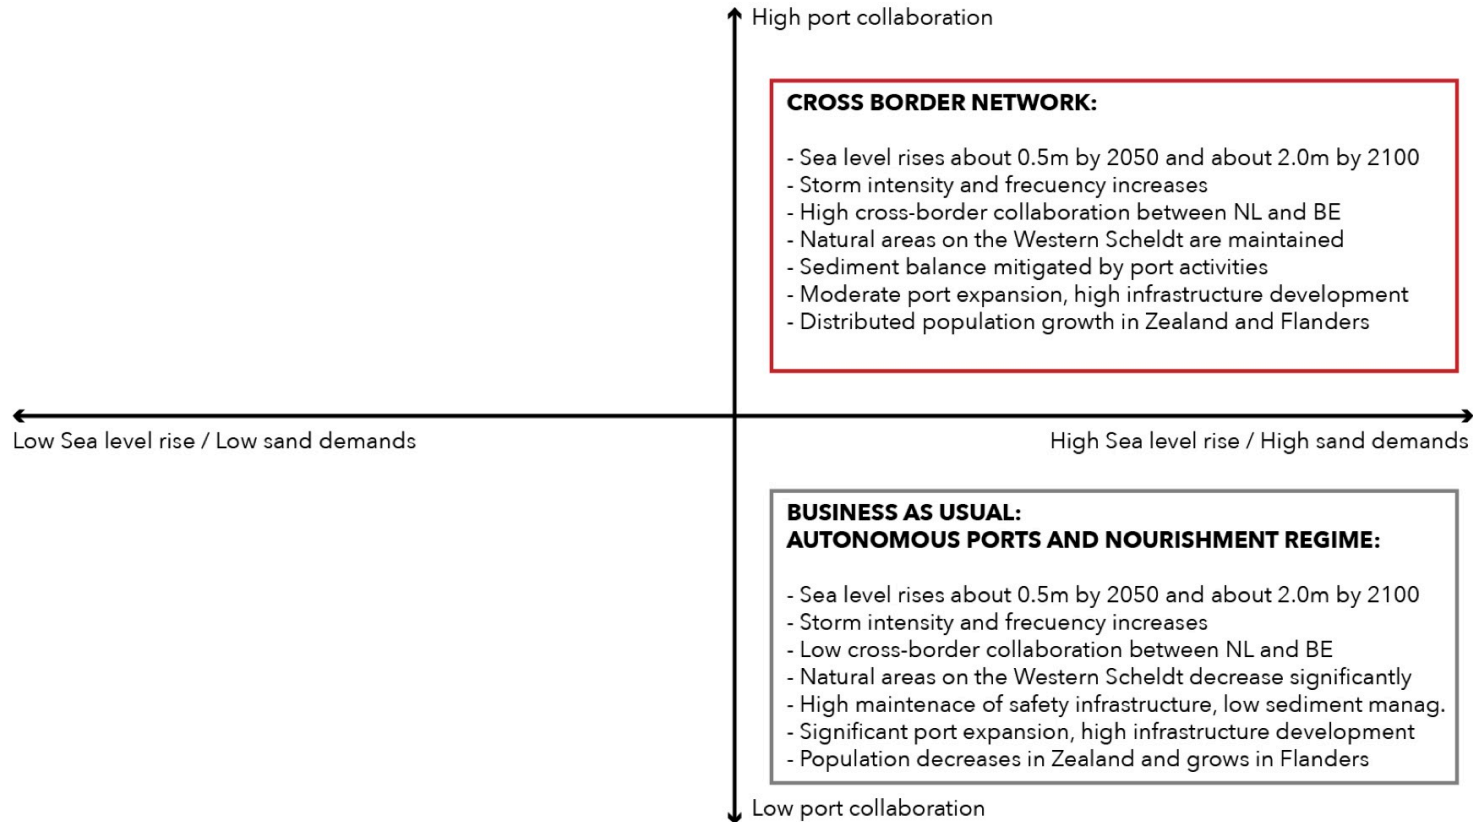 High port collaboration
CROSS BORDER NETWORK:
- Sea level rises about 0.5m by 2050 and about 2.0m by 2100
- Storm intensity and frecuency increases
- High cross-border collaboration between NL and BE
- Natural areas on the Western Scheldt are maintained
- Sediment balance mitigated by port activities
- Moderate port expansion, high infrastructure development
- Distributed population growth in Zealand and Flanders
Low Sea level rise / Low sand demands
High Sea level rise / High sand demands
BUSINESS AS USUAL:
AUTONOMOUS PORTS AND NOURISHMENT REGIME:
- Sea level rises about 0.5m by 2050 and about 2.0m by 2100
- Storm intensity and frecuency increases
- Low cross-border collaboration between NL and BE
- Natural areas on the Western Scheldt decrease significantly
- High maintenace of safety infrastructure, low sediment manag.
- Significant port expansion, high infrastructure development
- Population decreases in Zealand and grows in Flanders
Low port collaboration